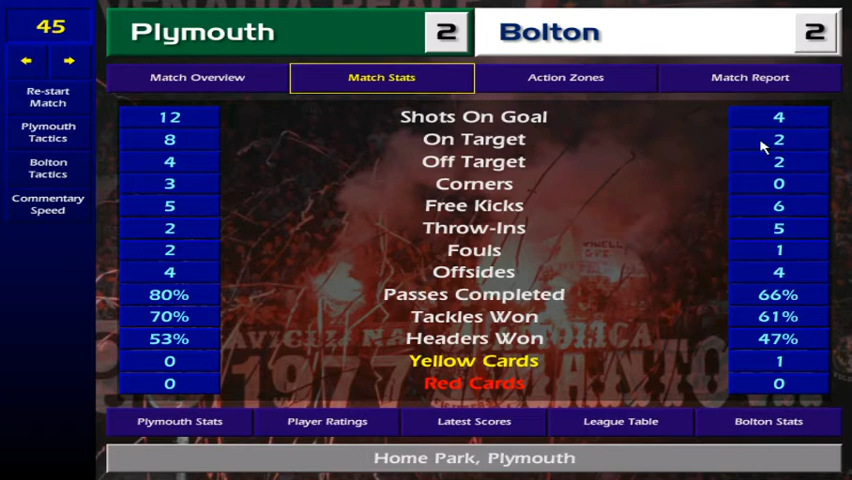 45
Plymouth 2 Bolton 2
Match Overview Match Stats Action Zones Match Report
Re-start
Match
Plymouth
Tactics
Bolton
Tactics
Commentary
Speed
12 Shots On Goal 4
8 On Target 2
4 Off Target 2
3 Corners 0
5 Free Kicks 6
2 Throw-Ins 5
2 Fouls 1
4 Offsides 4
80% Passes Completed 66%
70% Tackles Won 61%
53% Headers Won 47%
0 Yellow Cards 1
0 Red Cards 0
Plymouth Stats Player Ratings Latest Scores League Table Bolton Stats
Home Park, Plymouth